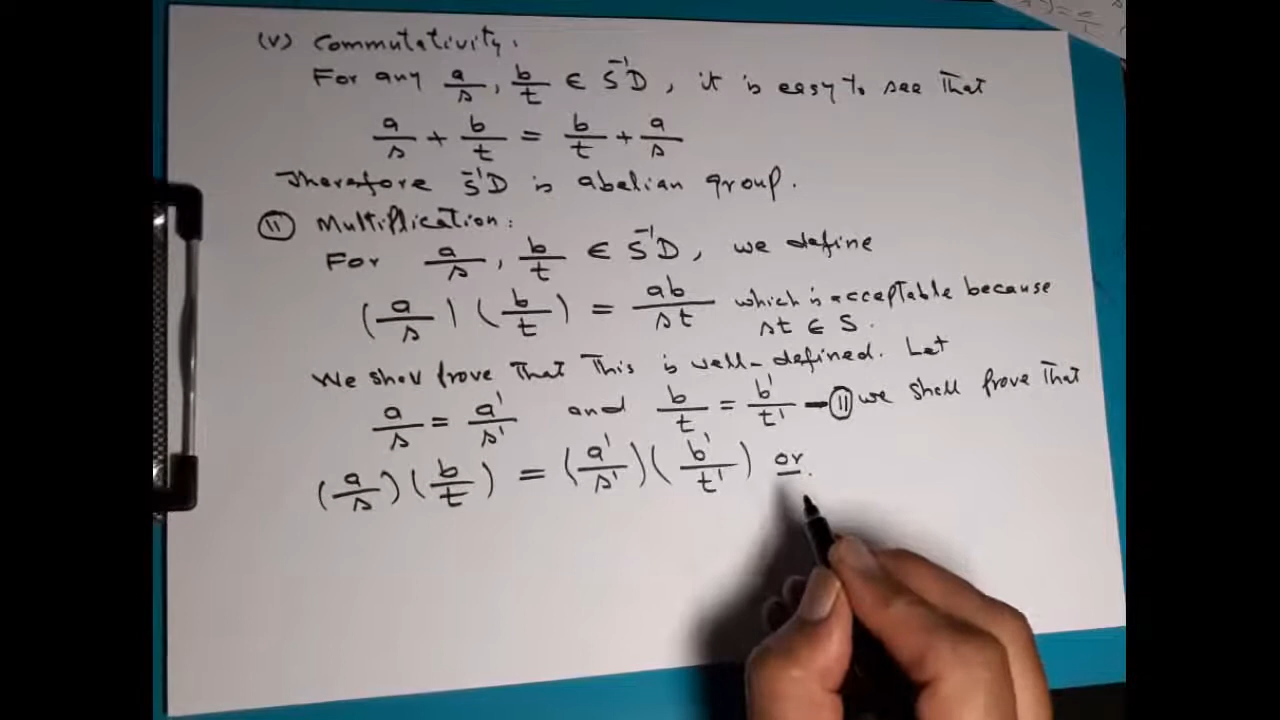 (v) Commutativity.
For any a/s, b/t ∈ S⁻¹D, it is easy to see that
a/s + b/t = b/t + a/s
Therefore S⁻¹D is abelian group.
(II) Multiplication:
For a/s, b/t ∈ S⁻¹D, we define
(a/s)(b/t) = ab/st which is acceptable because
st ∈ S.
We shov prove that this is well-defined. Let
a/s = a'/s' and b/t = b'/t' — (II) we shall prove that
(a/s)(b/t) = (a'/s')(b'/t') or.